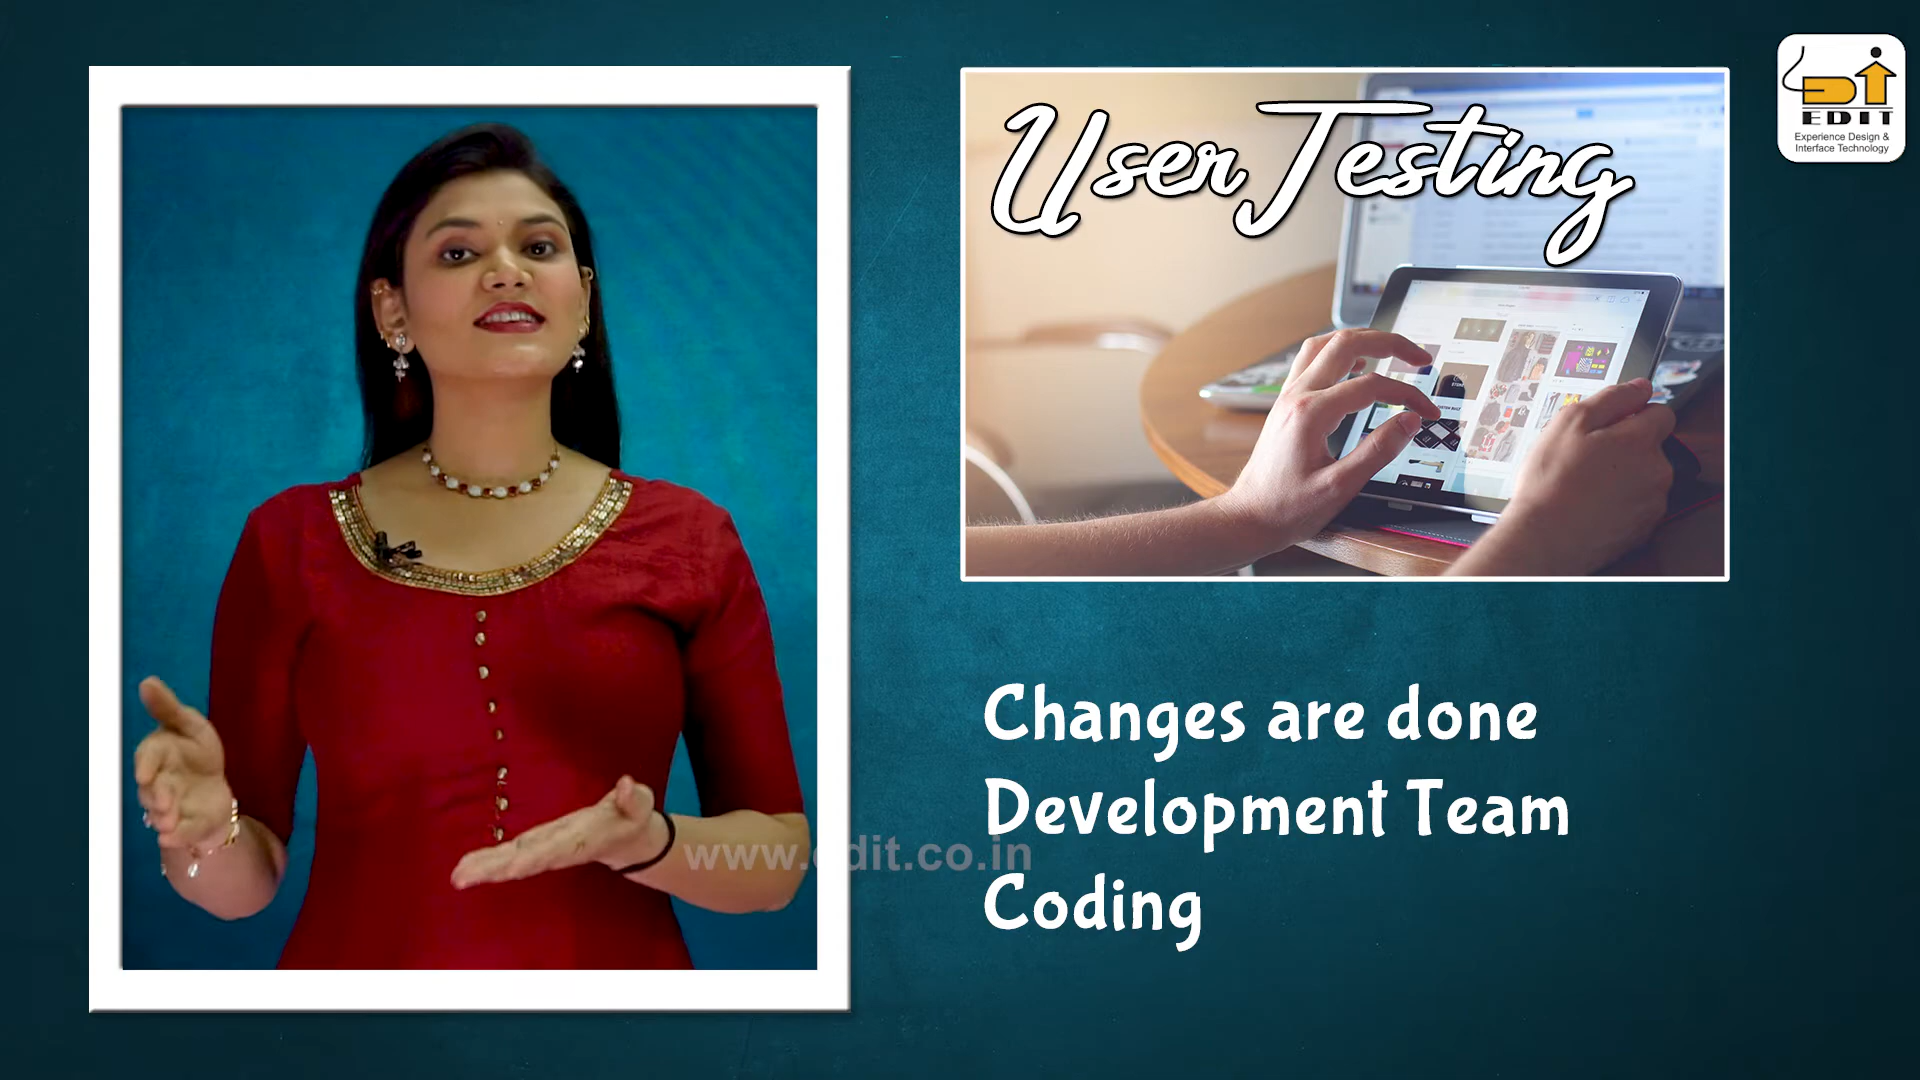 User Testing
EDIT
Experience Design &
Interface Technology
Changes are done
Development Team
www.edit.co.in
Coding